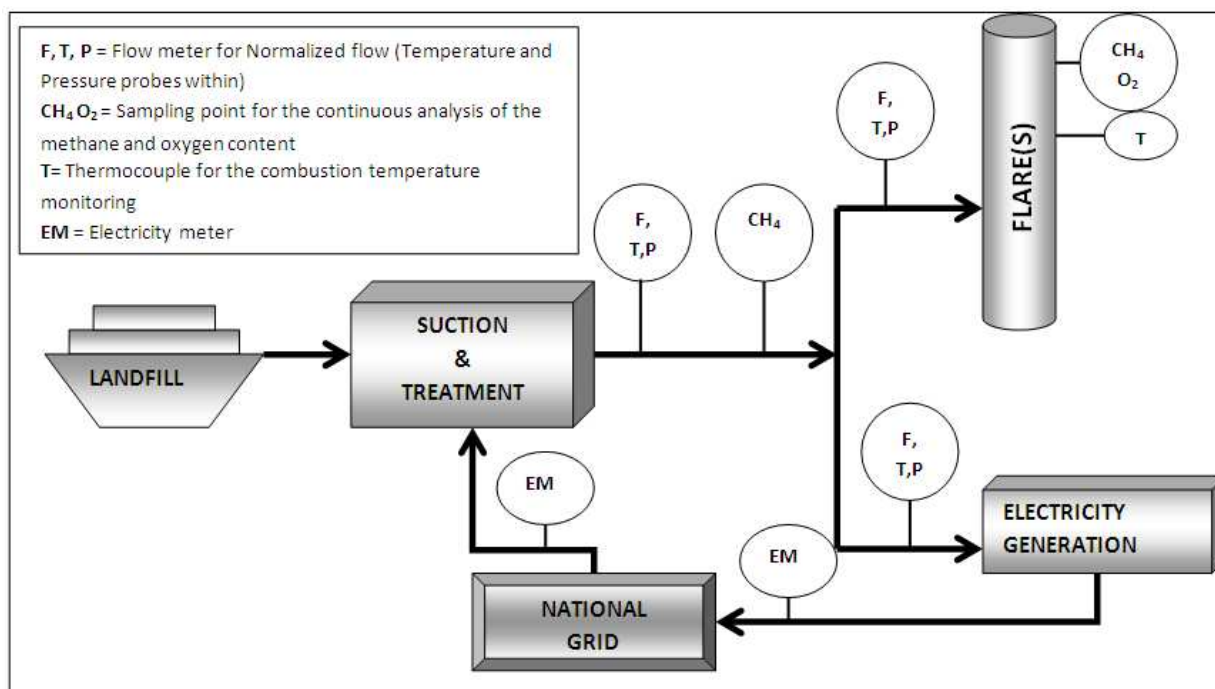 F, T, P = Flow meter for Normalized flow (Temperature and
Pressure probes within)
CH₄ O₂ = Sampling point for the continuous analysis of the
methane and oxygen content
T= Thermocouple for the combustion temperature
monitoring
EM = Electricity meter
F,
T,P
CH₄
O₂
T
FLARE(S)
F,
T,P
CH₄
LANDFILL
SUCTION
&
TREATMENT
F,
T,P
EM
ELECTRICITY
GENERATION
EM
NATIONAL
GRID